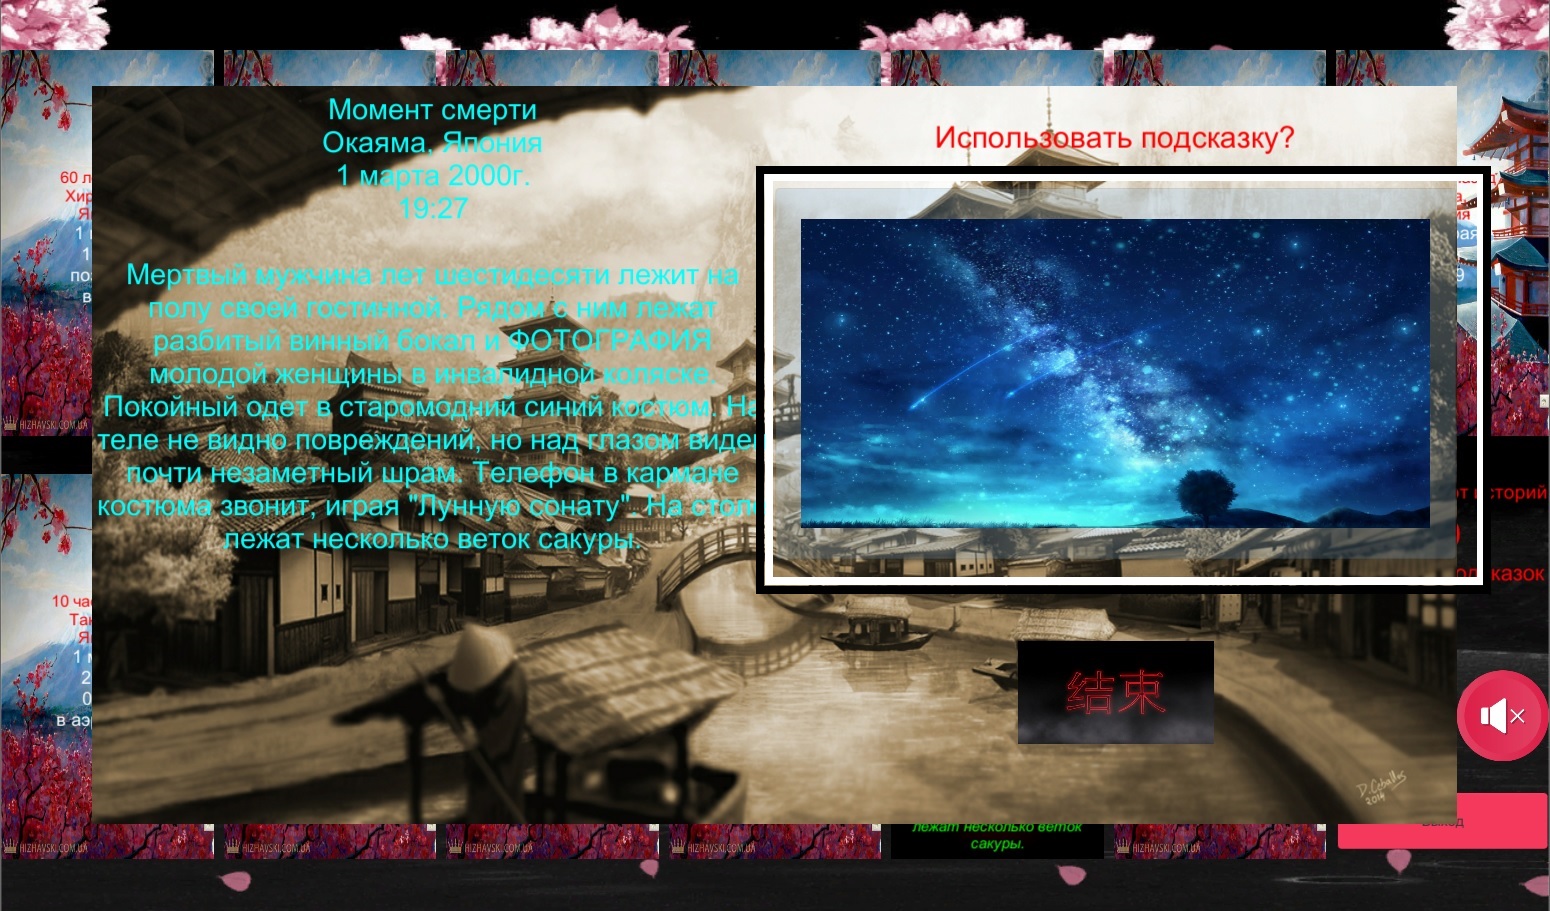 Момент смерти
Окаяма. Япония
1 марта 2000г.
19:27
Мертвый мужчина лет шестидесяти лежит на
полу своей гостинной. Рядом с ним лежат
разбитый винный бокал и ФОТОГРАФИЯ
молодой женщины в инвалидной коляске.
Покойный одет в старомодний синий костюм. На
теле не видно повреждений, но над глазом виден
почти незаметный шрам. Телефон в кармане
костюма звонит, играя "Лунную сонату". На столе
лежат несколько веток сакуры.
Использовать подсказку?
结束
60 л
Хир
1
1
по
в
HIZHAVSKI.COM.UA
10 час
Так
1
2
0
в аэ
HIZHAVSKI.COM.UA
HIZHAVSKI.COM.UA
HIZHAVSKI.COM.UA
HIZHAVSKI.COM.UA
лежат несколько веток
сакуры.
HIZHAVSKI.COM.UA
историй
Выход
D. Ceballos
2014